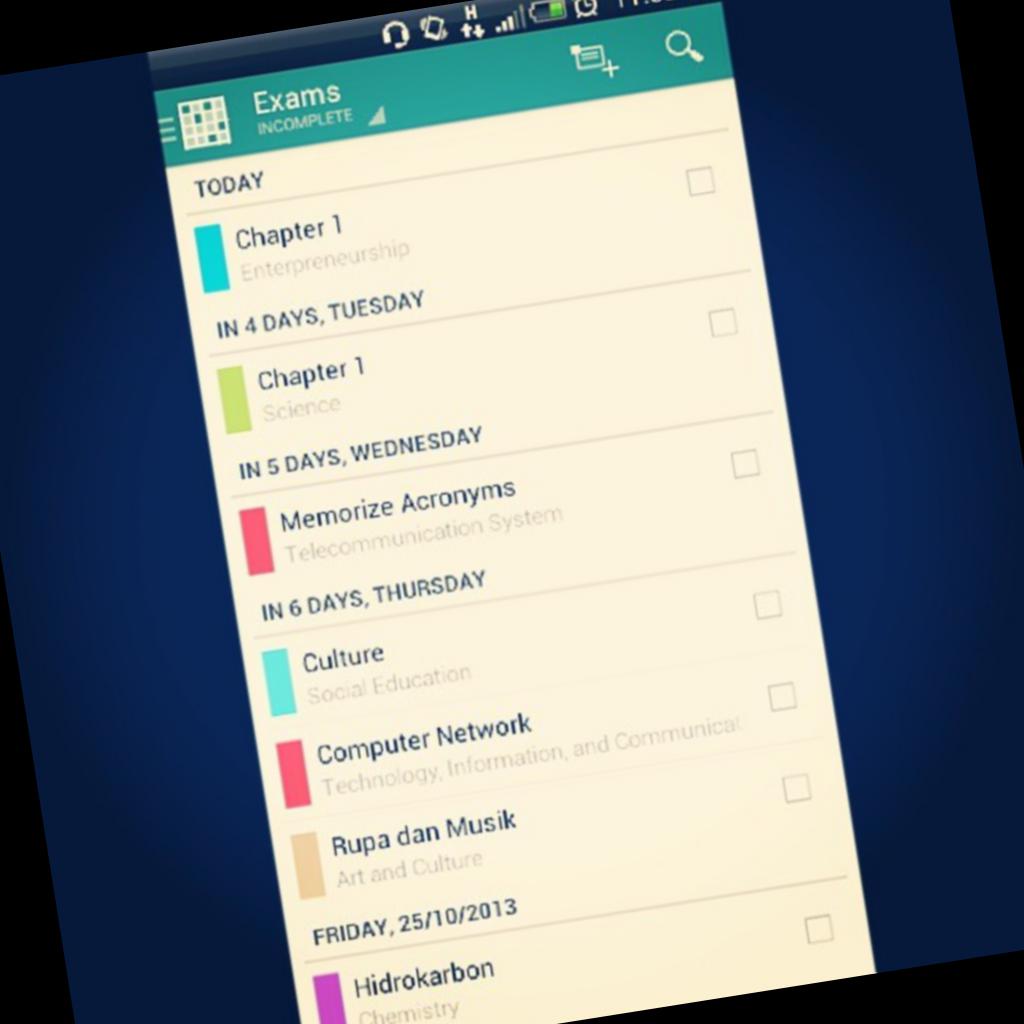 H
Exams
INCOMPLETE
TODAY
Chapter 1
Enterpreneurship
IN 4 DAYS, TUESDAY
Chapter 1
Science
IN 5 DAYS, WEDNESDAY
Memorize Acronyms
Telecommunication System
IN 6 DAYS, THURSDAY
Culture
Social Education
Computer Network
Technology, Information, and Communicat
Rupa dan Musik
Art and Culture
FRIDAY, 25/10/2013
Hidrokarbon
Chemistry